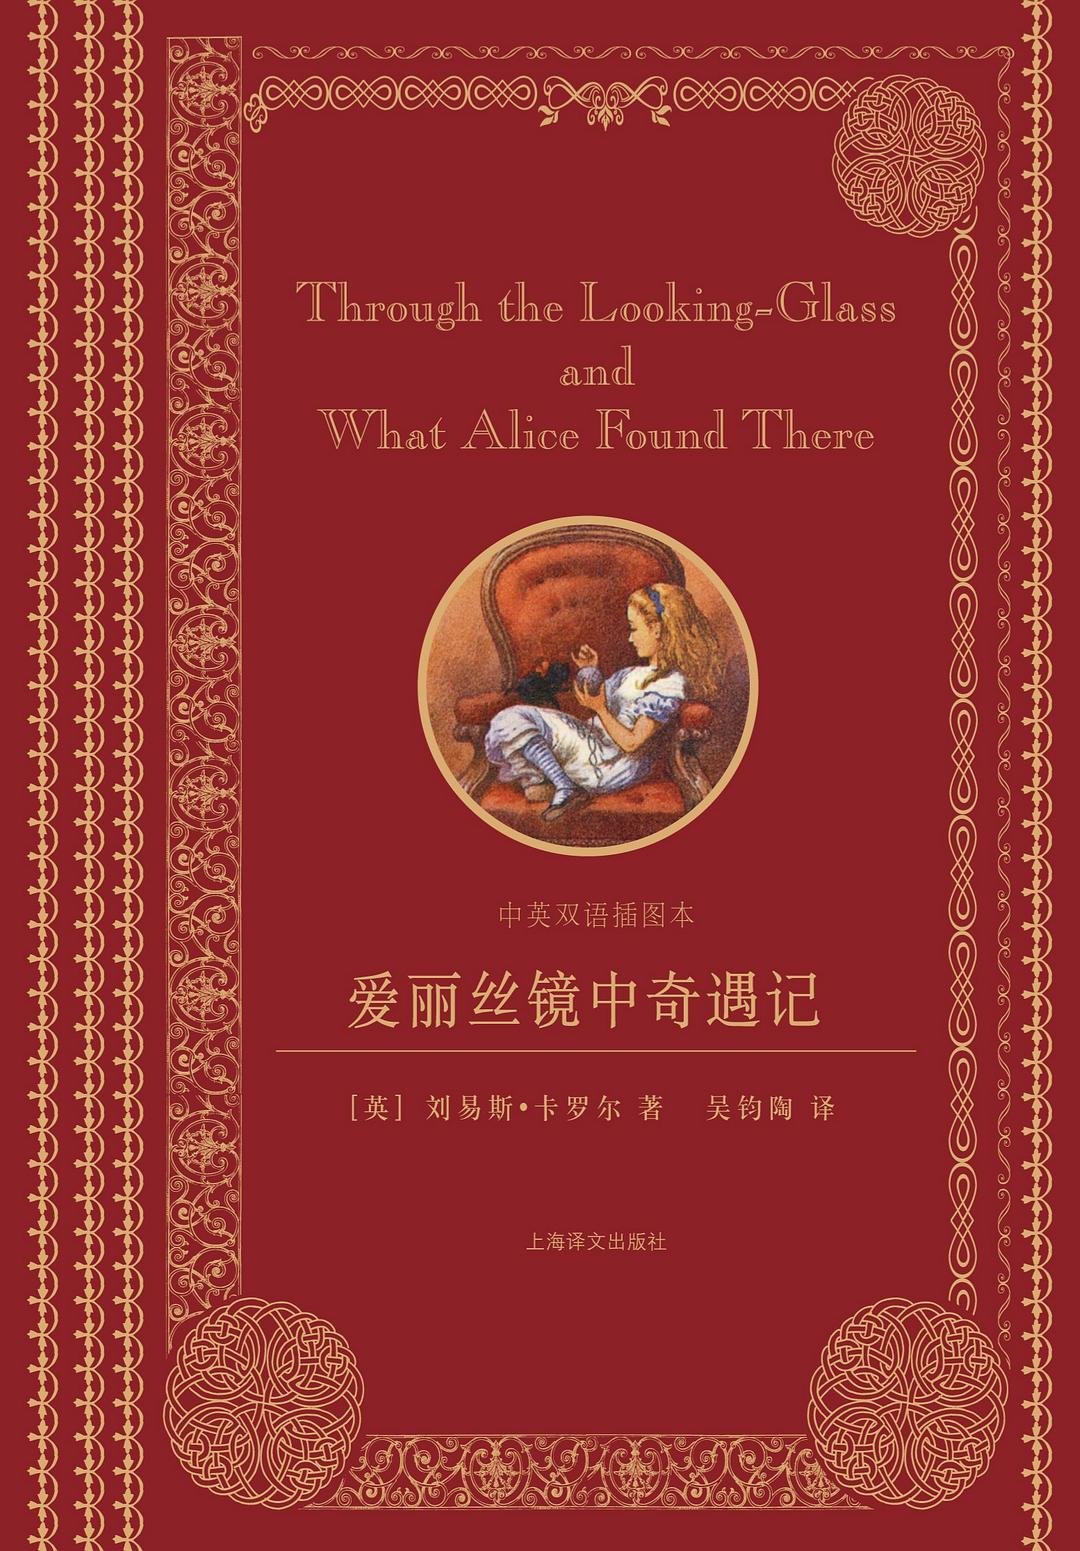 Through the Looking-Glass
and
What Alice Found There
中英双语插图本
爱丽丝镜中奇遇记
[英] 刘易斯•卡罗尔 著 吴钧陶 译
上海译文出版社